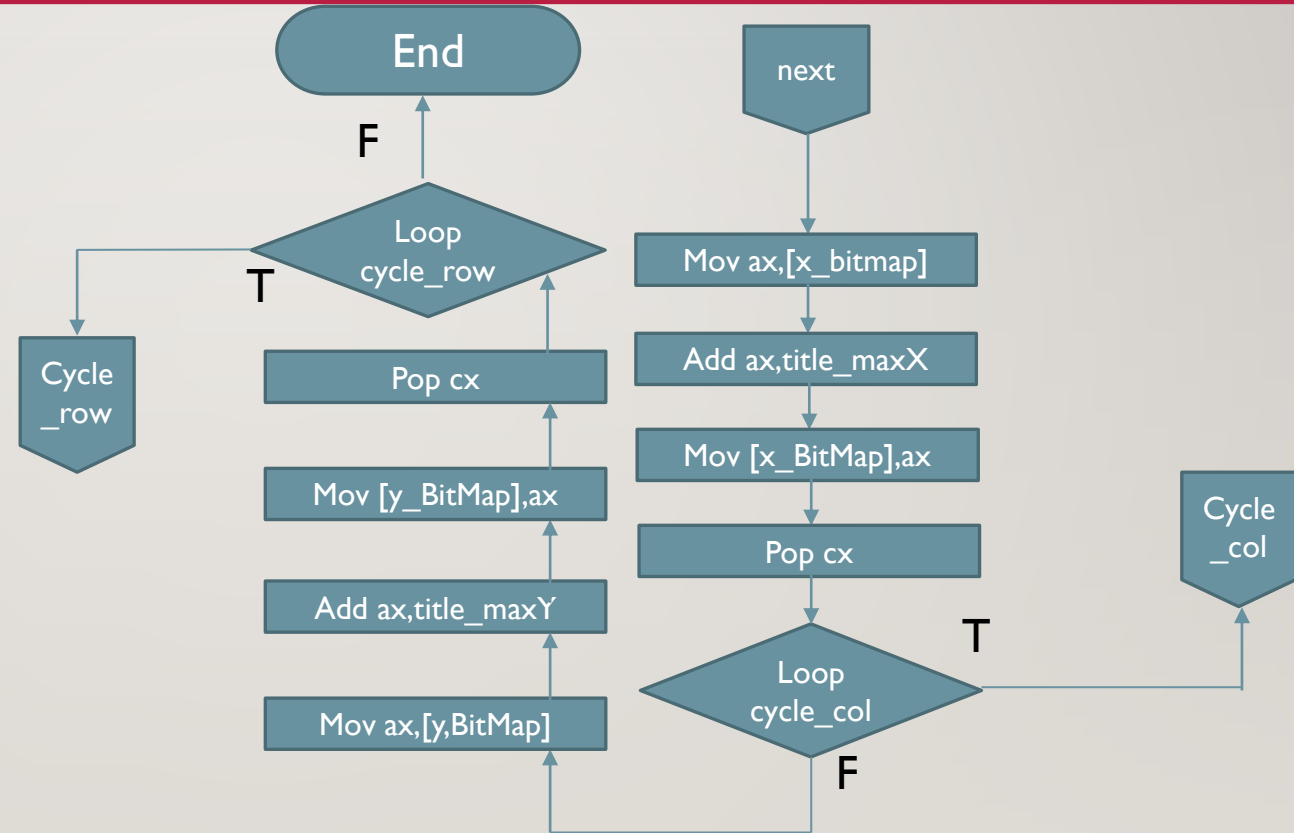 End
next
F
Loop
cycle_row
Mov ax,[x_bitmap]
T
Add ax,title_maxX
Cycle
_row
Pop cx
Mov [x_BitMap],ax
Mov [y_BitMap],ax
Cycle
_col
Pop cx
Add ax,title_maxY
T
Loop
cycle_col
Mov ax,[y,BitMap]
F